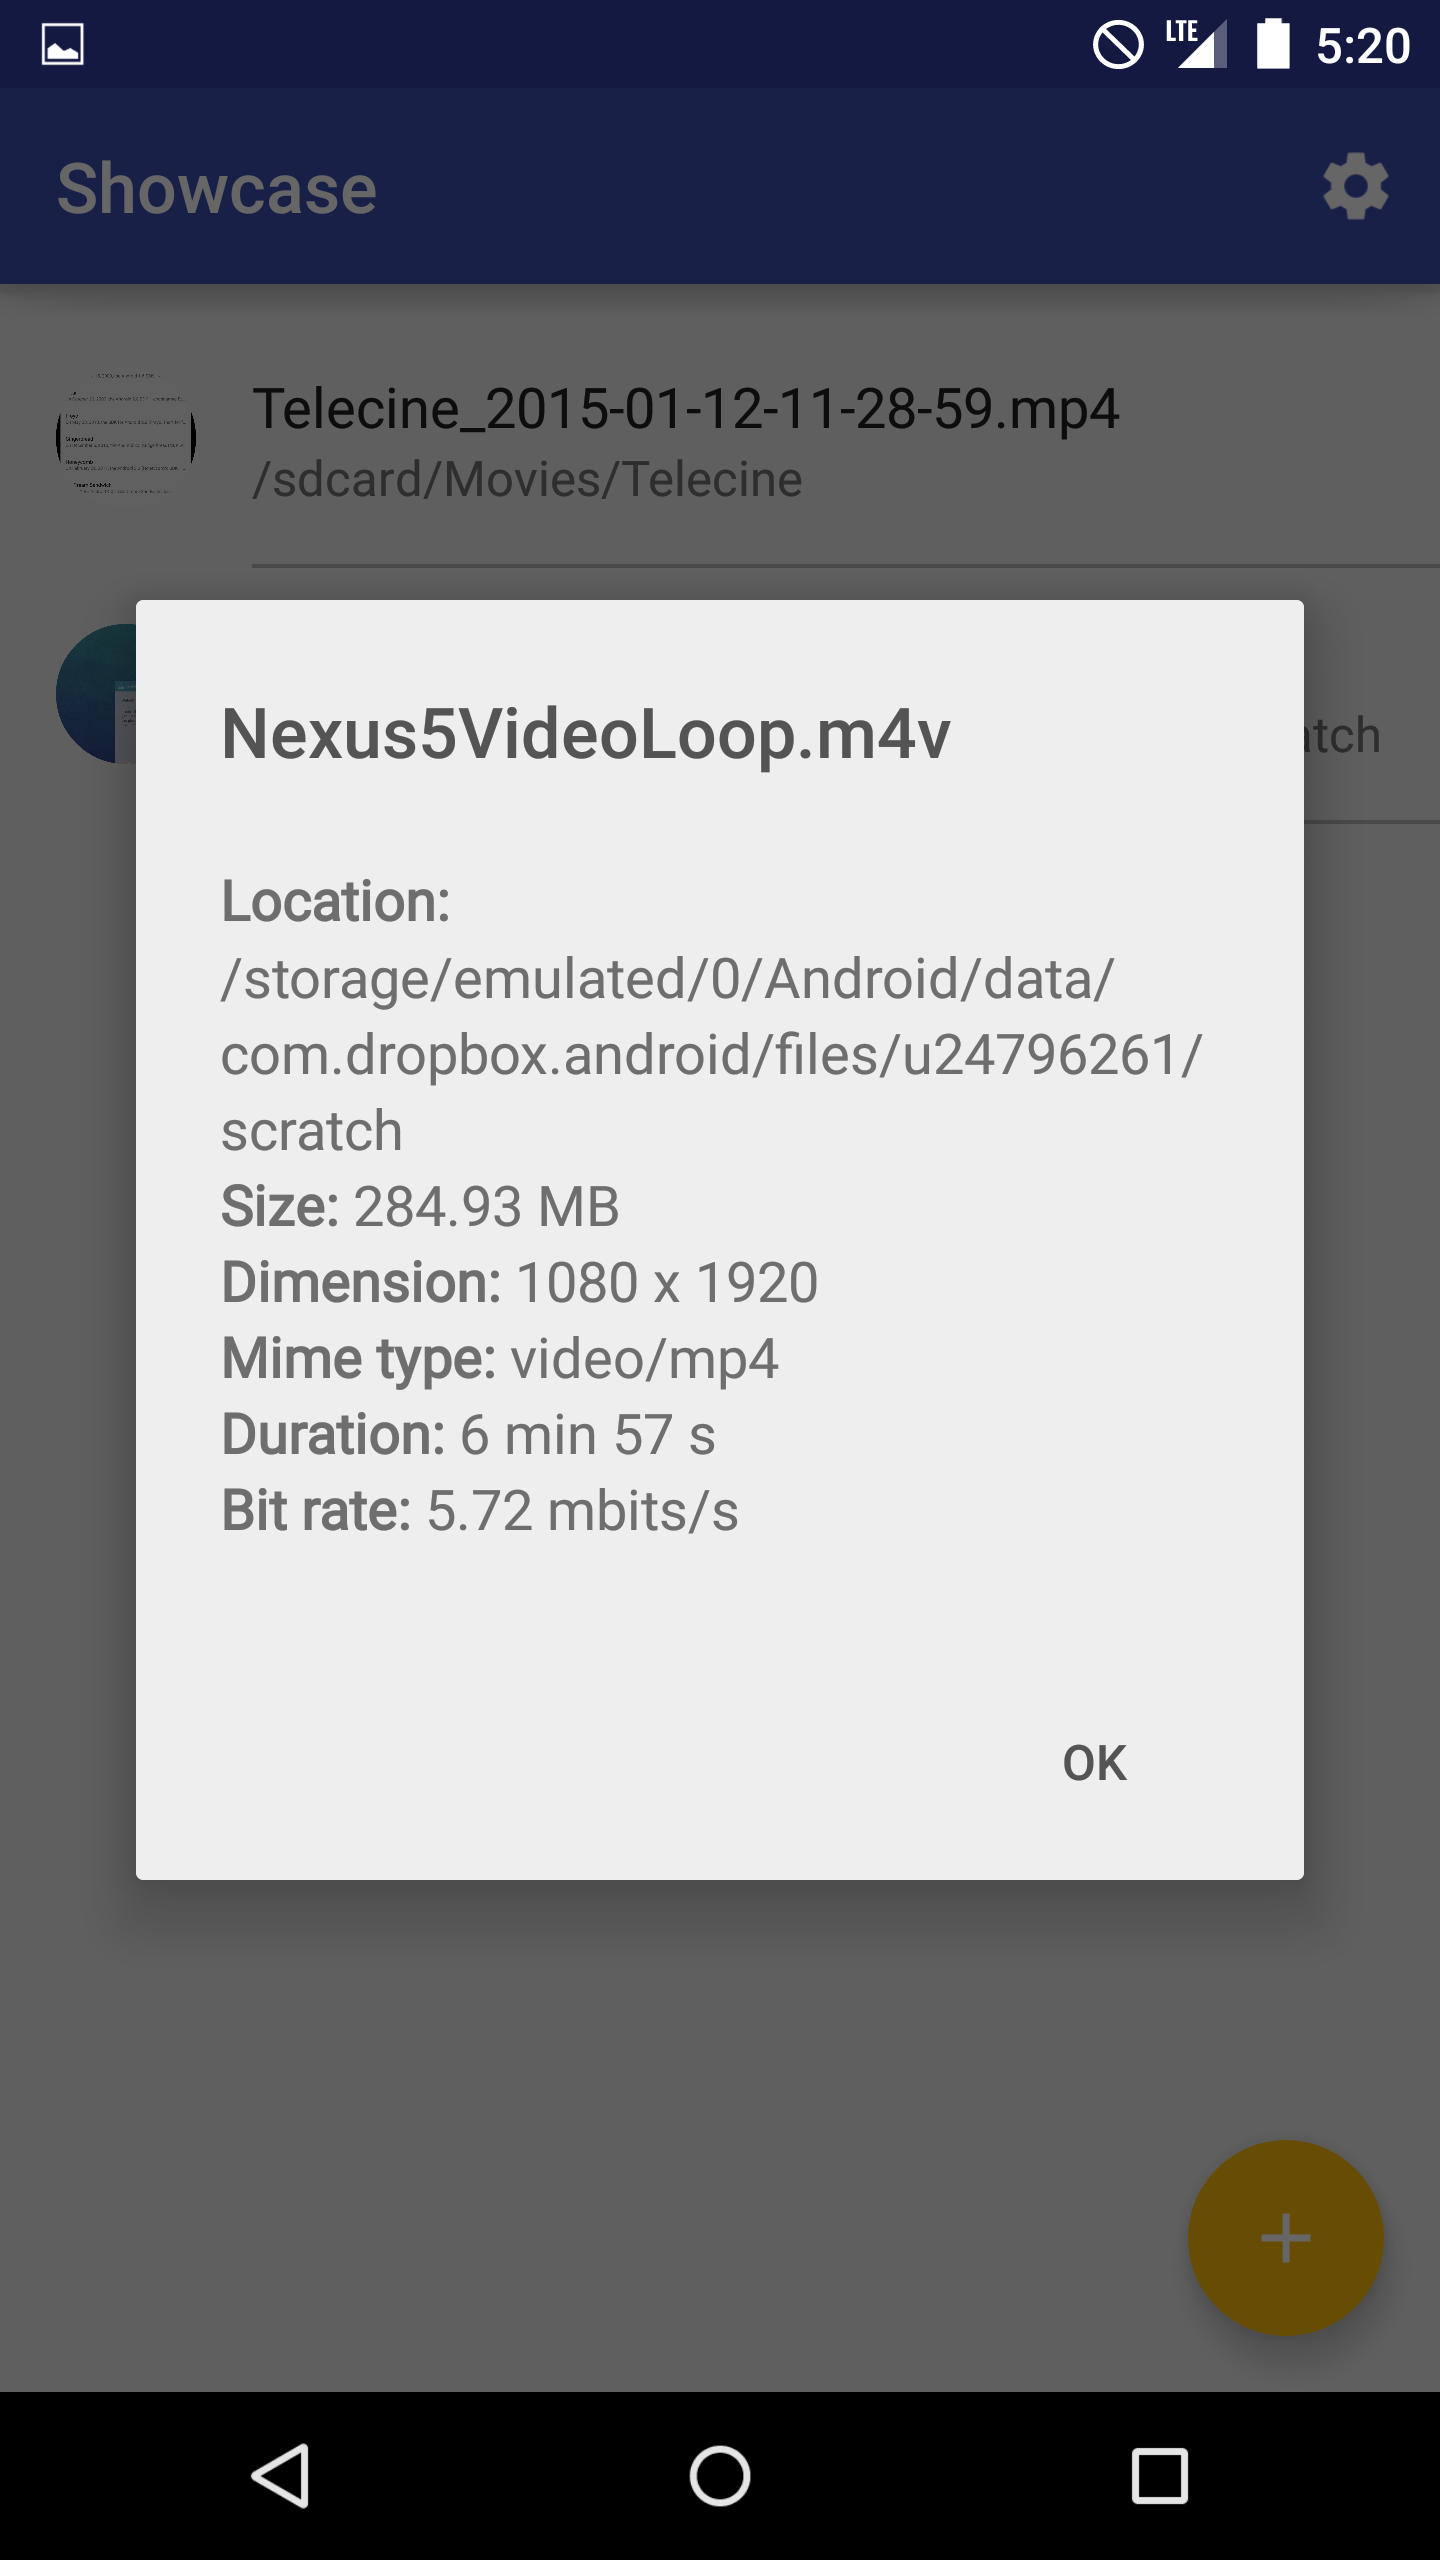 LTE 5:20
Showcase
Telecine_2015-01-12-11-28-59.mp4
/sdcard/Movies/Telecine
atch
Nexus5VideoLoop.m4v
Location:
/storage/emulated/0/Android/data/
com.dropbox.android/files/u24796261/
scratch
Size: 284.93 MB
Dimension: 1080 x 1920
Mime type: video/mp4
Duration: 6 min 57 s
Bit rate: 5.72 mbits/s
OK